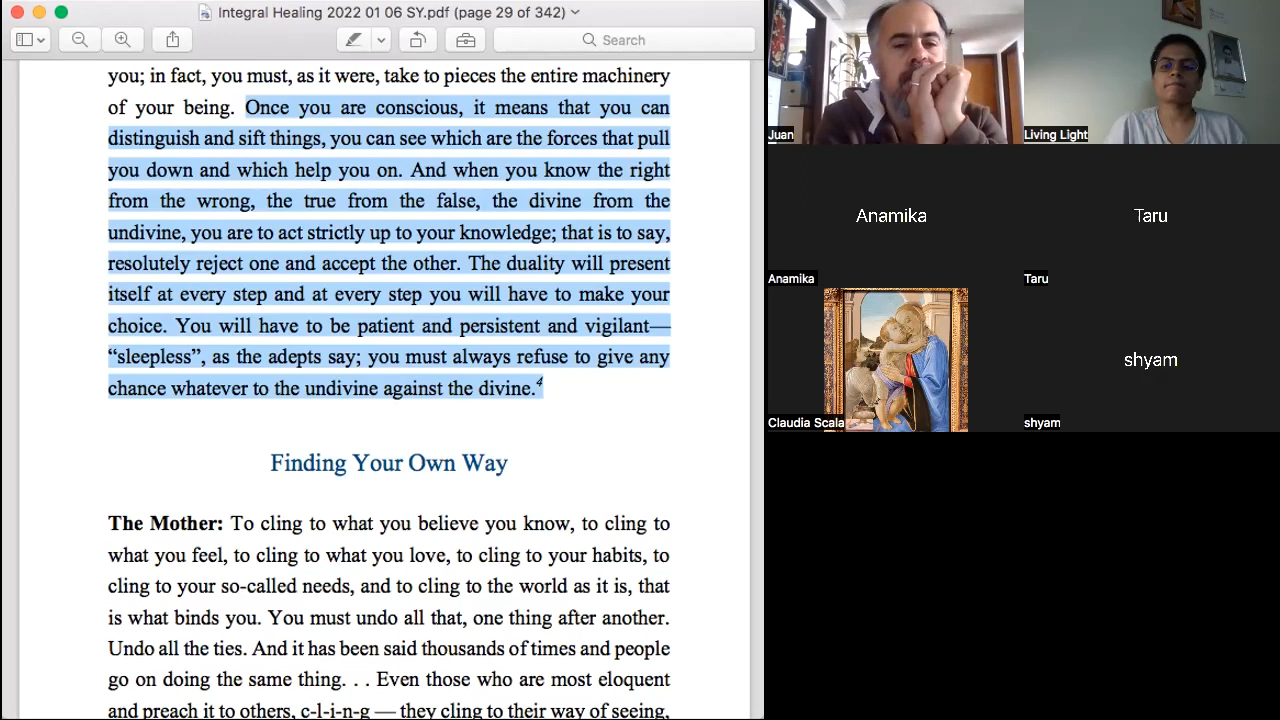 Integral Healing 2022 01 06 SY.pdf (page 29 of 342)
Search
you; in fact, you must, as it were, take to pieces the entire machinery
of your being. Once you are conscious, it means that you can
distinguish and sift things, you can see which are the forces that pull
you down and which help you on. And when you know the right
from the wrong, the true from the false, the divine from the
undivine, you are to act strictly up to your knowledge; that is to say,
resolutely reject one and accept the other. The duality will present
itself at every step and at every step you will have to make your
choice. You will have to be patient and persistent and vigilant—
“sleepless”, as the adepts say; you must always refuse to give any
chance whatever to the undivine against the divine.4
Finding Your Own Way
The Mother: To cling to what you believe you know, to cling to
what you feel, to cling to what you love, to cling to your habits, to
cling to your so-called needs, and to cling to the world as it is, that
is what binds you. You must undo all that, one thing after another.
Undo all the ties. And it has been said thousands of times and people
go on doing the same thing. . . Even those who are most eloquent
and preach it to others, c-l-i-n-g — they cling to their way of seeing,
Juan
Living Light
Anamika
Anamika
Taru
Taru
Claudia Scala
shyam
shyam